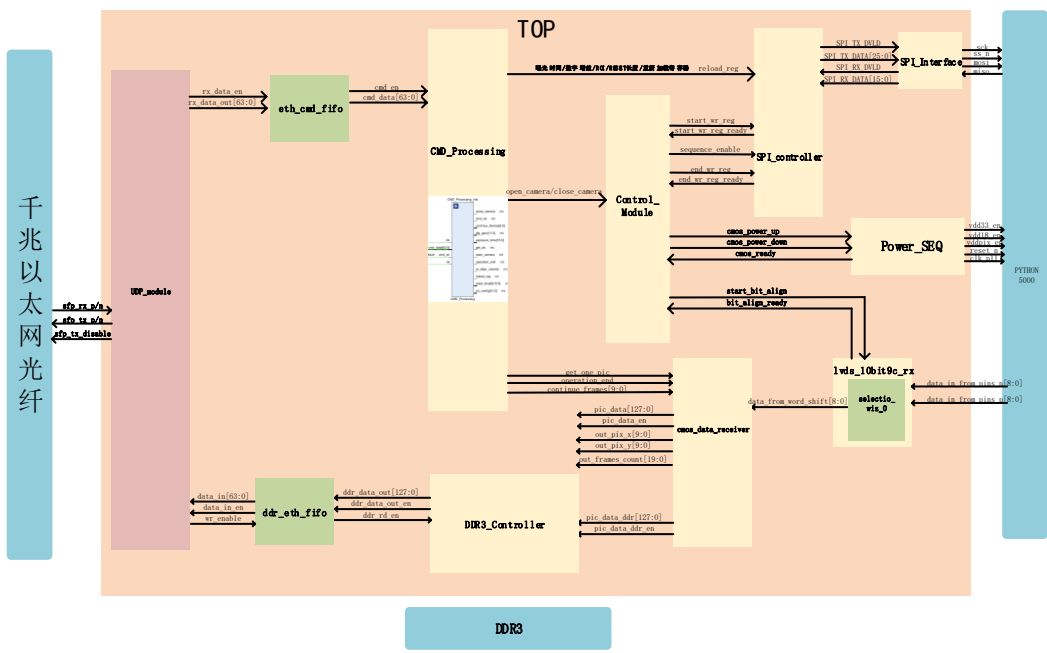 TOP
千
兆
以
太
网
光
纤
sfp_rx_p/n
sfp_tx_p/n
sfp_tx_disable
UDP_module
rx_data_en
rx_data_out[63:0]
eth_cmd_fifo
cmd_en
cmd_data[63:0]
CMD_Processing
reload_reg
open_camera/close_camera
Control_
Module
start_wr_reg
start_wr_reg_ready
sequence_enable
end_wr_reg
end_wr_reg_ready
SPI_controller
SPI_TX_DVLD
SPI_TX_DATA[25:0]
SPI_RX_DVLD
SPI_RX_DATA[15:0]
SPI_Interface
sck
ss_n
mosi
miso
cmos_power_up
cmos_power_down
cmos_ready
Power_SEQ
vdd33_en
vdd18_en
vddpix_en
reset_n
clk_pll
PYTHON
5000
start_bit_align
bit_align_ready
lvds_10bit9c_rx
selectio_
wiz_0
data_in_from_pins_p[8:0]
data_in_from_pins_n[8:0]
data_from_word_shift[8:0]
get_one_pic
operation_end
continue_frames[9:0]
cmos_data_receiver
pic_data[127:0]
pic_data_en
out_pix_x[9:0]
out_pix_y[9:0]
out_frames_count[19:0]
pic_data_ddr[127:0]
pic_data_ddr_en
DDR3_Controller
ddr_data_out[127:0]
ddr_data_out_en
ddr_rd_en
ddr_eth_fifo
data_in[63:0]
data_in_en
wr_enable
DDR3